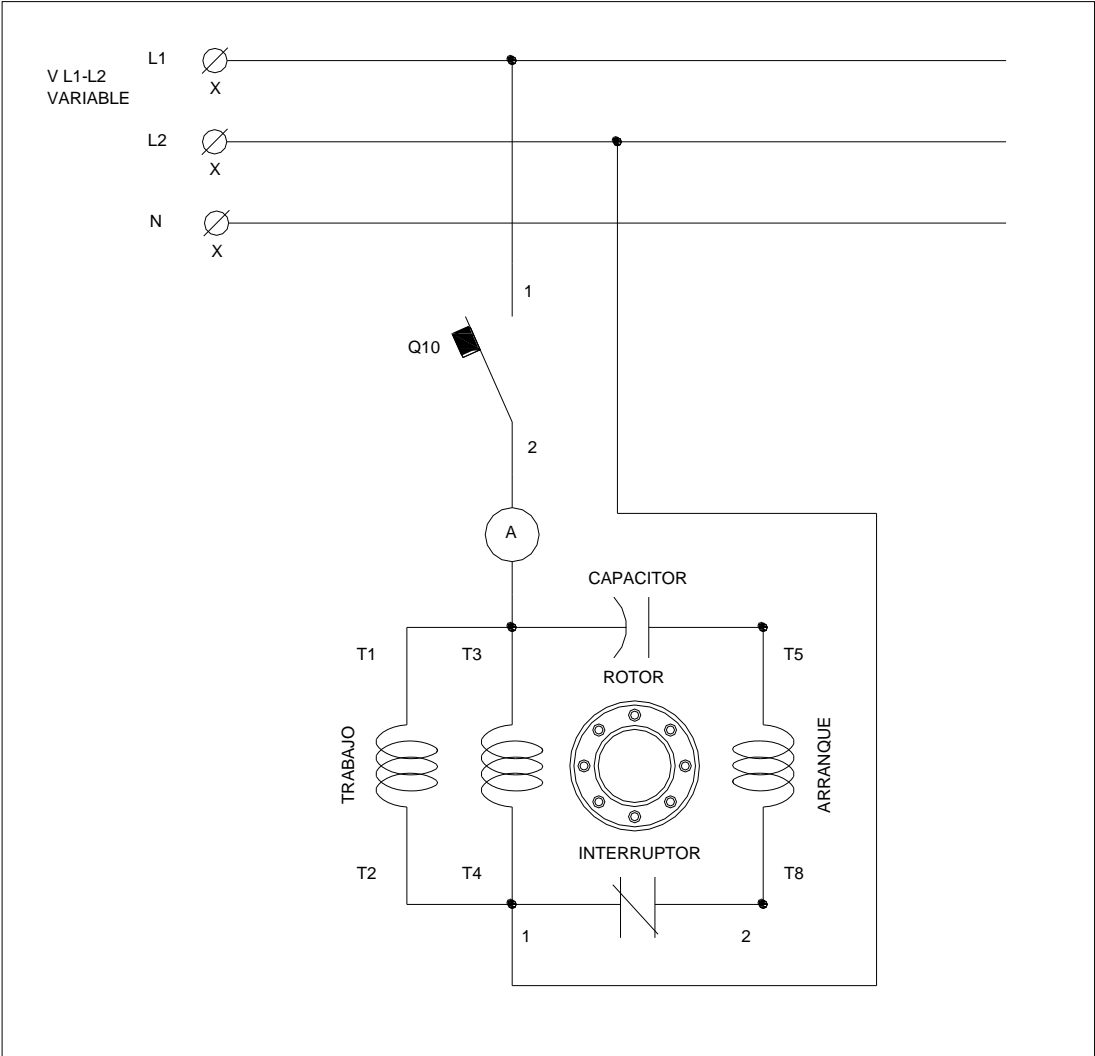 L1
V L1-L2
VARIABLE
X
L2
X
N
X
1
Q10
2
A
CAPACITOR
T1
T3
T5
ROTOR
TRABAJO
ARRANQUE
INTERRUPTOR
T2
T4
T8
1
2